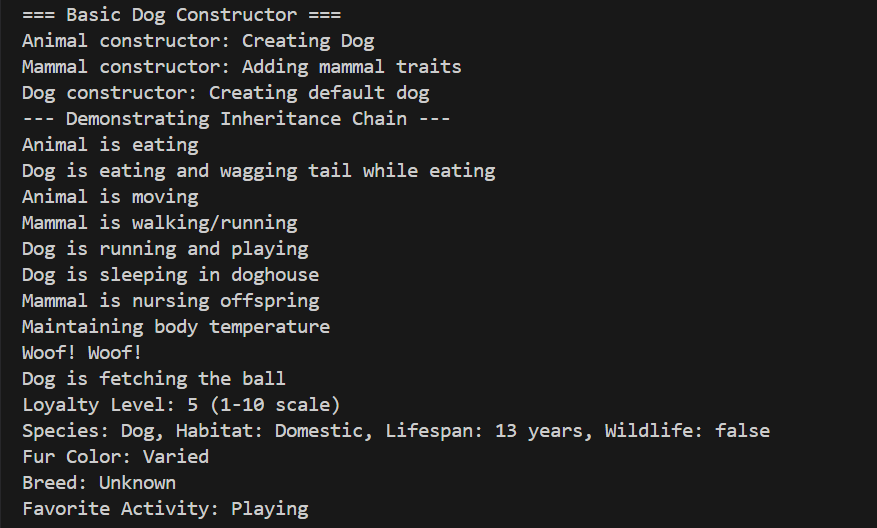 === Basic Dog Constructor ===
Animal constructor: Creating Dog
Mammal constructor: Adding mammal traits
Dog constructor: Creating default dog
--- Demonstrating Inheritance Chain ---
Animal is eating
Dog is eating and wagging tail while eating
Animal is moving
Mammal is walking/running
Dog is running and playing
Dog is sleeping in doghouse
Mammal is nursing offspring
Maintaining body temperature
Woof! Woof!
Dog is fetching the ball
Loyalty Level: 5 (1-10 scale)
Species: Dog, Habitat: Domestic, Lifespan: 13 years, Wildlife: false
Fur Color: Varied
Breed: Unknown
Favorite Activity: Playing